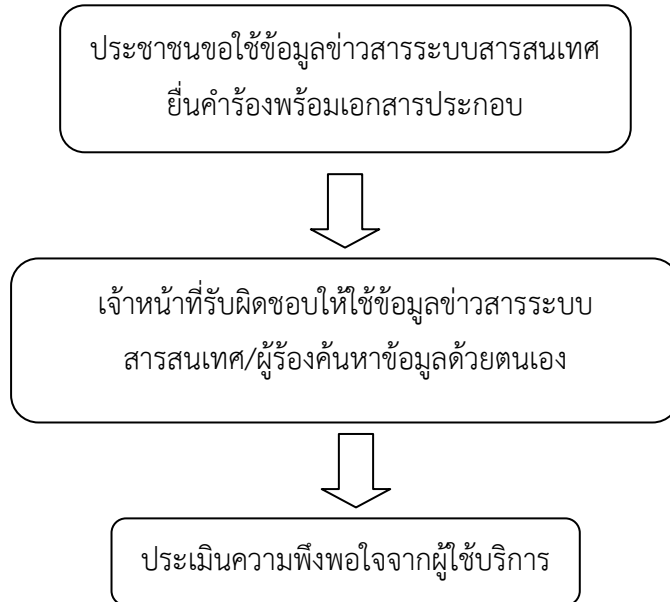 ประชาชนขอใช้ข้อมูลข่าวสารระบบสารสนเทศ
ยื่นคำร้องพร้อมเอกสารประกอบ
เจ้าหน้าที่รับผิดชอบให้ใช้ข้อมูลข่าวสารระบบ
สารสนเทศ/ผู้ร้องค้นหาข้อมูลด้วยตนเอง
ประเมินความพึงพอใจจากผู้ใช้บริการ